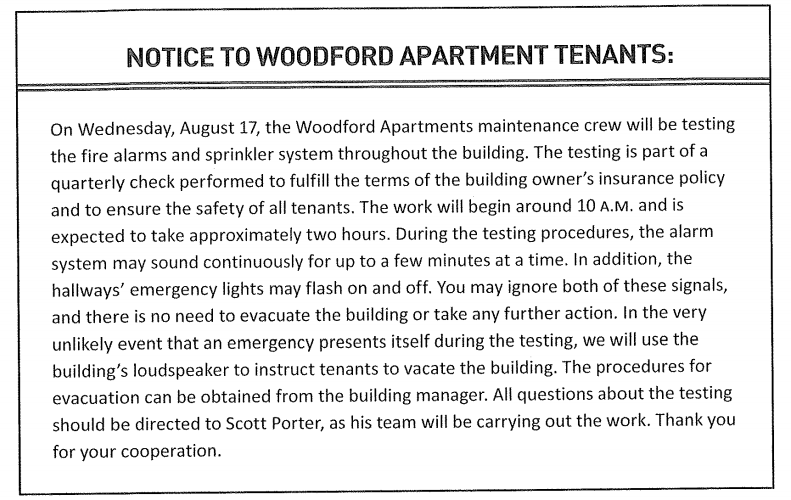 NOTICE TO WOODFORD APARTMENT TENANTS:
On Wednesday, August 17, the Woodford Apartments maintenance crew will be testing
the fire alarms and sprinkler system throughout the building. The testing is part of a
quarterly check performed to fulfill the terms of the building owner's insurance policy
and to ensure the safety of all tenants. The work will begin around 10 A.M. and is
expected to take approximately two hours. During the testing procedures, the alarm
system may sound continuously for up to a few minutes at a time. In addition, the
hallways' emergency lights may flash on and off. You may ignore both of these signals,
and there is no need to evacuate the building or take any further action. In the very
unlikely event that an emergency presents itself during the testing, we will use the
building's loudspeaker to instruct tenants to vacate the building. The procedures for
evacuation can be obtained from the building manager. All questions about the testing
should be directed to Scott Porter, as his team will be carrying out the work. Thank you
for your cooperation.